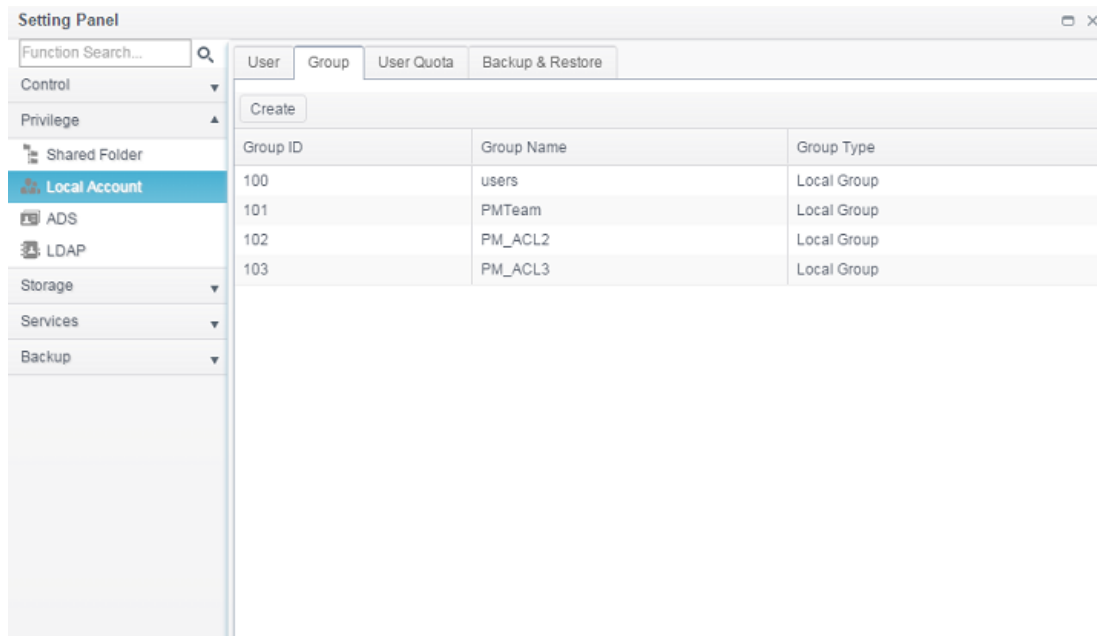 Setting Panel
Function Search...
Control
Privilege
Shared Folder
Local Account
ADS
LDAP
Storage
Services
Backup
User Group User Quota Backup & Restore
Create
Group ID Group Name Group Type
100 users Local Group
101 PMTeam Local Group
102 PM_ACL2 Local Group
103 PM_ACL3 Local Group